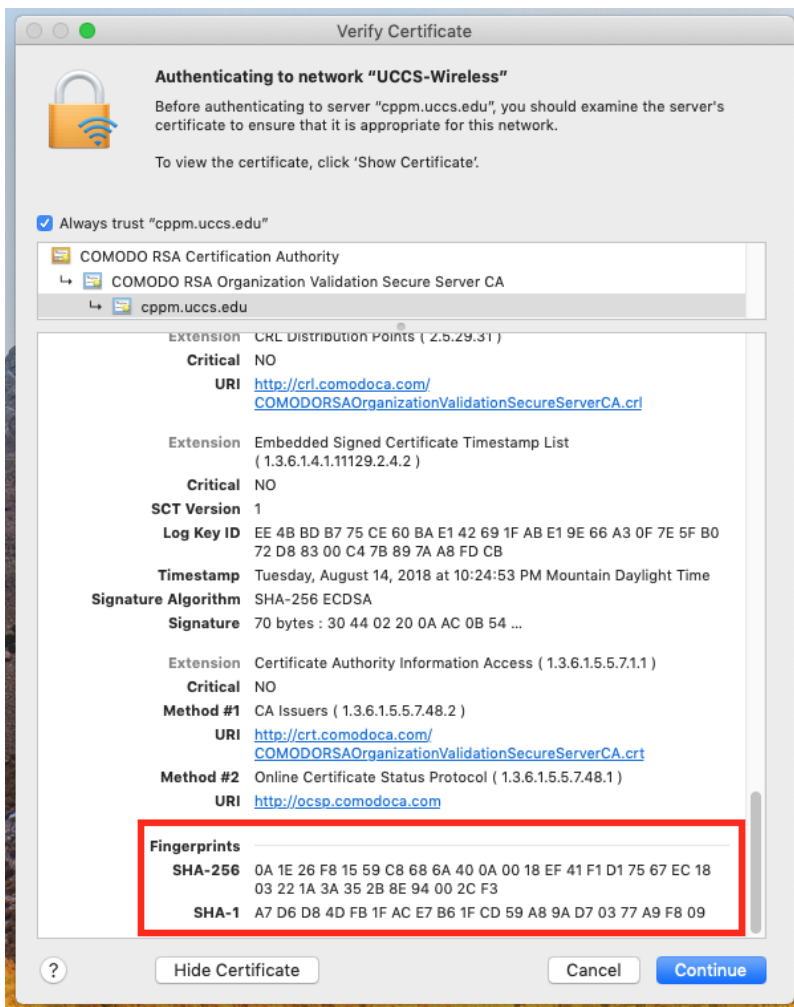 Verify Certificate
Authenticating to network “UCCS-Wireless”
Before authenticating to server “cppm.uccs.edu”, you should examine the server's
certificate to ensure that it is appropriate for this network.
To view the certificate, click ‘Show Certificate’.
Always trust “cppm.uccs.edu”
COMODO RSA Certification Authority
↳ COMODO RSA Organization Validation Secure Server CA
↳ cppm.uccs.edu
Extension CRL Distribution Points ( 2.5.29.31 )
Critical NO
URI http://crl.comodoca.com/
COMODORSAOrganizationValidationSecureServerCA.crl
Extension Embedded Signed Certificate Timestamp List
( 1.3.6.1.4.1.11129.2.4.2 )
Critical NO
SCT Version 1
Log Key ID EE 4B BD B7 75 CE 60 BA E1 42 69 1F AB E1 9E 66 A3 0F 7E 5F B0
72 D8 83 00 C4 7B 89 7A A8 FD CB
Timestamp Tuesday, August 14, 2018 at 10:24:53 PM Mountain Daylight Time
Signature Algorithm SHA-256 ECDSA
Signature 70 bytes : 30 44 02 20 0A AC 0B 54 ...
Extension Certificate Authority Information Access ( 1.3.6.1.5.5.7.1.1 )
Critical NO
Method #1 CA Issuers ( 1.3.6.1.5.5.7.48.2 )
URI http://crt.comodoca.com/
COMODORSAOrganizationValidationSecureServerCA.crt
Method #2 Online Certificate Status Protocol ( 1.3.6.1.5.5.7.48.1 )
URI http://ocsp.comodoca.com
Fingerprints
SHA-256 0A 1E 26 F8 15 59 C8 68 6A 40 0A 00 18 EF 41 F1 D1 75 67 EC 18
03 22 1A 3A 35 2B 8E 94 00 2C F3
SHA-1 A7 D6 D8 4D FB 1F AC E7 B6 1F CD 59 A8 9A D7 03 77 A9 F8 09
? Hide Certificate Cancel Continue